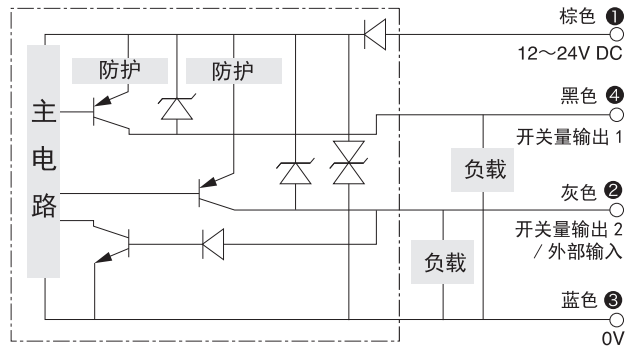 棕色 ❶
12～24V DC
防护
防护
主电路
黑色 ❹
开关量输出 1
负载
灰色 ❷
开关量输出 2
/ 外部输入
负载
蓝色 ❸
0V